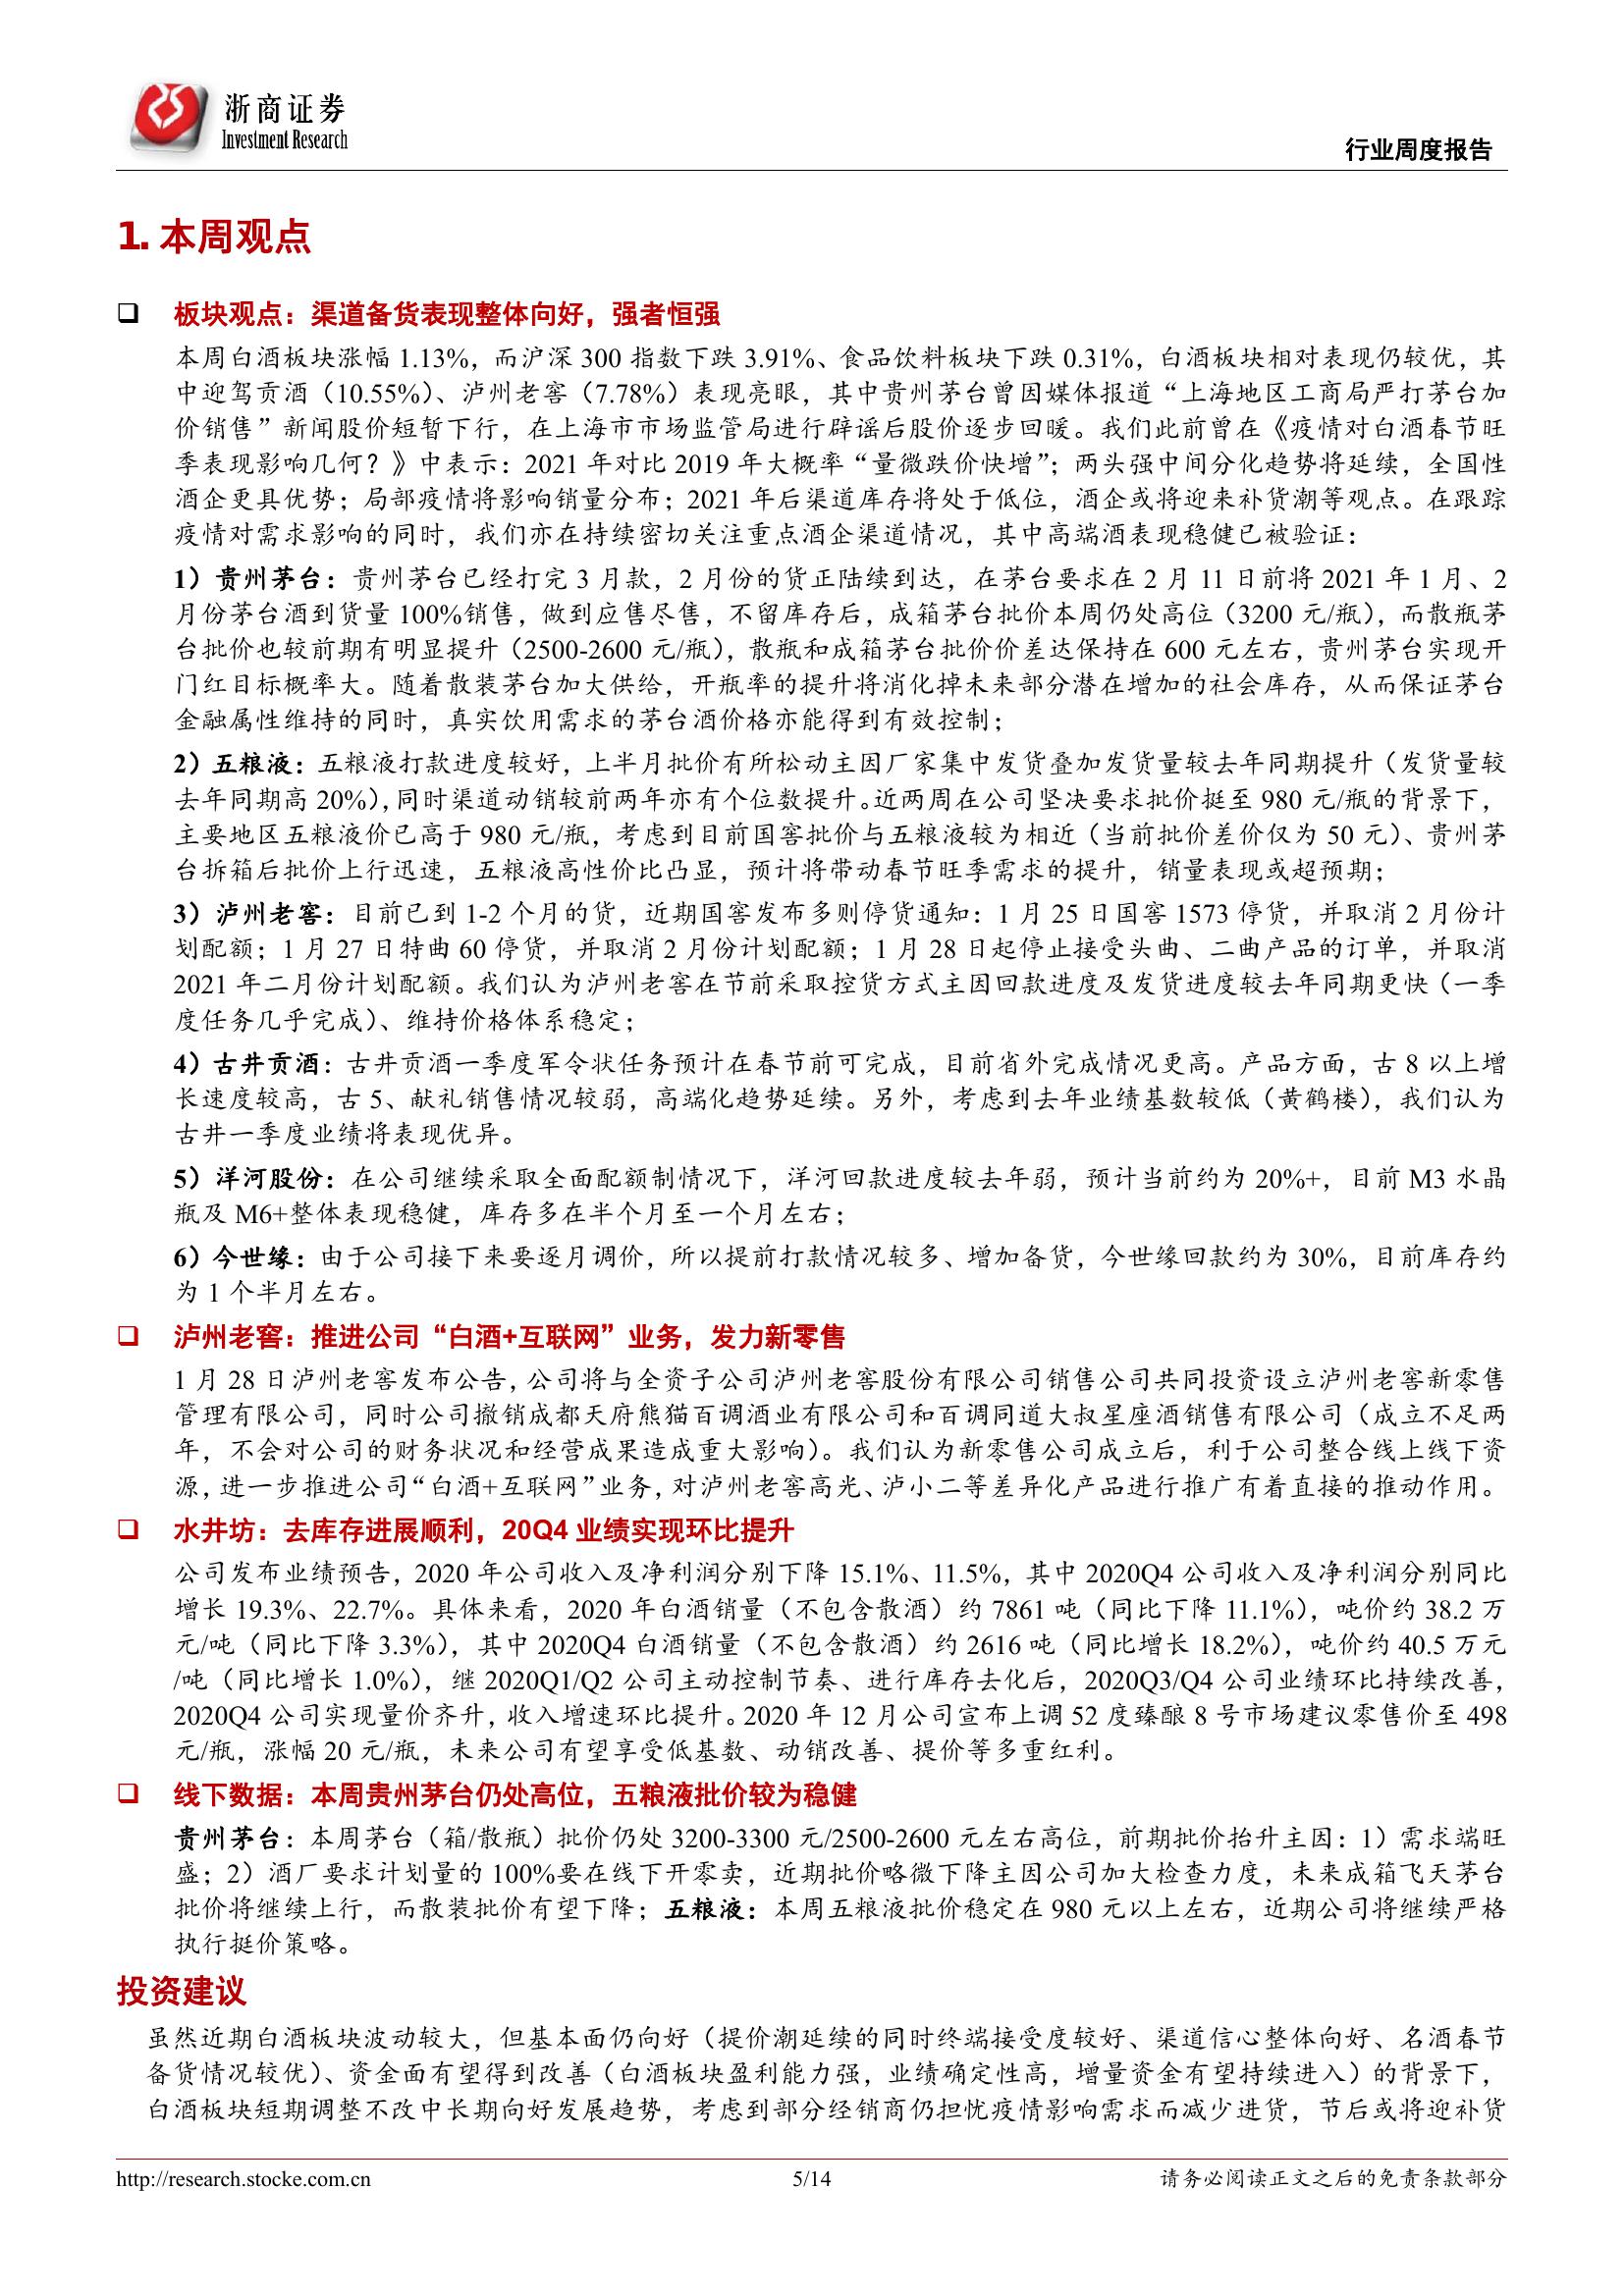 浙商证券
Investment Research
行业周度报告
1. 本周观点
板块观点：渠道备货表现整体向好，强者恒强
本周白酒板块涨幅 1.13%，而沪深 300 指数下跌 3.91%、食品饮料板块下跌 0.31%，白酒板块相对表现仍较优，其
中迎驾贡酒（10.55%）、泸州老窖（7.78%）表现亮眼，其中贵州茅台曾因媒体报道“上海地区工商局严打茅台加
价销售”新闻股价短暂下行，在上海市市场监管局进行辟谣后股价逐步回暖。我们此前曾在《疫情对白酒春节旺
季表现影响几何？》中表示：2021 年对比 2019 年大概率“量微跌价快增”；两头强中间分化趋势将延续，全国性
酒企更具优势；局部疫情将影响销量分布；2021 年后渠道库存将处于低位，酒企或将迎来补货潮等观点。在跟踪
疫情对需求影响的同时，我们亦在持续密切关注重点酒企渠道情况，其中高端酒表现稳健已被验证：
1）贵州茅台：贵州茅台已经打完 3 月款，2 月份的货正陆续到达，在茅台要求在 2 月 11 日前将 2021 年 1 月、2
月份茅台酒到货量 100%销售，做到应售尽售，不留库存后，成箱茅台批价本周仍处高位（3200 元/瓶），而散瓶茅
台批价也较前期有明显提升（2500-2600 元/瓶），散瓶和成箱茅台批价价差达保持在 600 元左右，贵州茅台实现开
门红目标概率大。随着散装茅台加大供给，开瓶率的提升将消化掉未来部分潜在增加的社会库存，从而保证茅台
金融属性维持的同时，真实饮用需求的茅台酒价格亦能得到有效控制；
2）五粮液：五粮液打款进度较好，上半月批价有所松动主因厂家集中发货叠加发货量较去年同期提升（发货量较
去年同期高 20%），同时渠道动销较前两年亦有个位数提升。近两周在公司坚决要求批价挺至 980 元/瓶的背景下，
主要地区五粮液价已高于 980 元/瓶，考虑到目前国窖批价与五粮液较为相近（当前批价差价仅为 50 元）、贵州茅
台拆箱后批价上行迅速，五粮液高性价比凸显，预计将带动春节旺季需求的提升，销量表现或超预期；
3）泸州老窖：目前已到 1-2 个月的货，近期国窖发布多则停货通知：1 月 25 日国窖 1573 停货，并取消 2 月份计
划配额；1 月 27 日特曲 60 停货，并取消 2 月份计划配额；1 月 28 日起停止接受头曲、二曲产品的订单，并取消
2021 年二月份计划配额。我们认为泸州老窖在节前采取控货方式主因回款进度及发货进度较去年同期更快（一季
度任务几乎完成）、维持价格体系稳定；
4）古井贡酒：古井贡酒一季度军令状任务预计在春节前可完成，目前省外完成情况更高。产品方面，古 8 以上增
长速度较高，古 5、献礼销售情况较弱，高端化趋势延续。另外，考虑到去年业绩基数较低（黄鹤楼），我们认为
古井一季度业绩将表现优异。
5）洋河股份：在公司继续采取全面配额制情况下，洋河回款进度较去年弱，预计当前约为 20%+，目前 M3 水晶
瓶及 M6+整体表现稳健，库存多在半个月至一个月左右；
6）今世缘：由于公司接下来要逐月调价，所以提前打款情况较多、增加备货，今世缘回款约为 30%，目前库存约
为 1 个半月左右。
泸州老窖：推进公司“白酒+互联网”业务，发力新零售
1 月 28 日泸州老窖发布公告，公司将与全资子公司泸州老窖股份有限公司销售公司共同投资设立泸州老窖新零售
管理有限公司，同时公司撤销成都天府熊猫百调酒业有限公司和百调同道大叔星座酒销售有限公司（成立不足两
年，不会对公司的财务状况和经营成果造成重大影响）。我们认为新零售公司成立后，利于公司整合线上线下资
源，进一步推进公司“白酒+互联网”业务，对泸州老窖高光、泸小二等差异化产品进行推广有着直接的推动作用。
水井坊：去库存进展顺利，20Q4 业绩实现环比提升
公司发布业绩预告，2020 年公司收入及净利润分别下降 15.1%、11.5%，其中 2020Q4 公司收入及净利润分别同比
增长 19.3%、22.7%。具体来看，2020 年白酒销量（不包含散酒）约 7861 吨（同比下降 11.1%），吨价约 38.2 万
元/吨（同比下降 3.3%），其中 2020Q4 白酒销量（不包含散酒）约 2616 吨（同比增长 18.2%），吨价约 40.5 万元
/吨（同比增长 1.0%），继 2020Q1/Q2 公司主动控制节奏、进行库存去化后，2020Q3/Q4 公司业绩环比持续改善，
2020Q4 公司实现量价齐升，收入增速环比提升。2020 年 12 月公司宣布上调 52 度臻酿 8 号市场建议零售价至 498
元/瓶，涨幅 20 元/瓶，未来公司有望享受低基数、动销改善、提价等多重红利。
线下数据：本周贵州茅台仍处高位，五粮液批价较为稳健
贵州茅台：本周茅台（箱/散瓶）批价仍处 3200-3300 元/2500-2600 元左右高位，前期批价抬升主因：1）需求端旺
盛；2）酒厂要求计划量的 100%要在线下开零卖，近期批价略微下降主因公司加大检查力度，未来成箱飞天茅台
批价将继续上行，而散装批价有望下降；五粮液：本周五粮液批价稳定在 980 元以上左右，近期公司将继续严格
执行挺价策略。
投资建议
虽然近期白酒板块波动较大，但基本面仍向好（提价潮延续的同时终端接受度较好、渠道信心整体向好、名酒春节
备货情况较优）、资金面有望得到改善（白酒板块盈利能力强，业绩确定性高，增量资金有望持续进入）的背景下，
白酒板块短期调整不改中长期向好发展趋势，考虑到部分经销商仍担忧疫情影响需求而减少进货，节后或将迎补货
http://research.stocke.com.cn
5/14
请务必阅读正文之后的免责条款部分